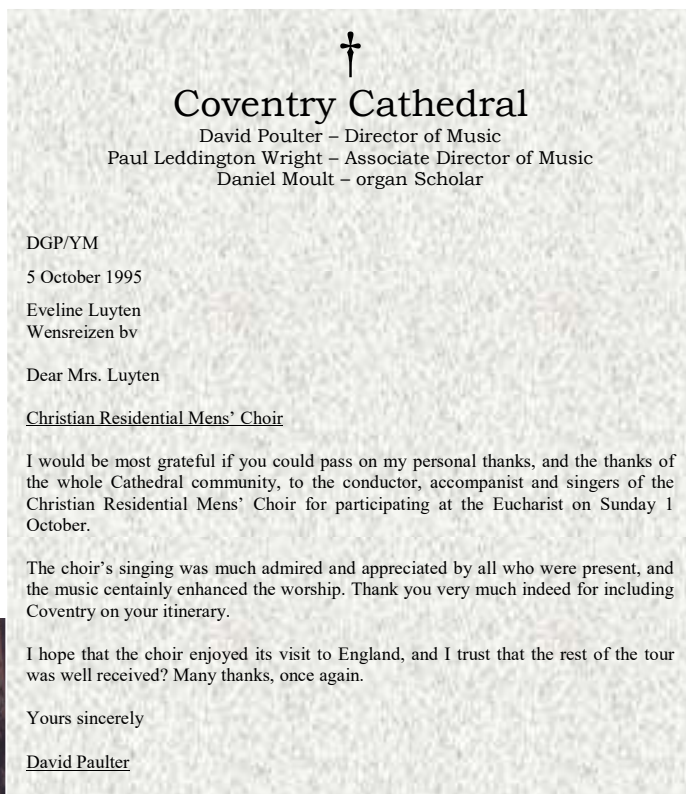 Coventry Cathedral
David Poulter – Director of Music
Paul Leddington Wright – Associate Director of Music
Daniel Moult – organ Scholar
DGP/YM
5 October 1995
Eveline Luyten
Wensreizen bv
Dear Mrs. Luyten
Christian Residential Mens’ Choir
I would be most grateful if you could pass on my personal thanks, and the thanks of
the whole Cathedral community, to the conductor, accompanist and singers of the
Christian Residential Mens’ Choir for participating at the Eucharist on Sunday 1
October.
The choir’s singing was much admired and appreciated by all who were present, and
the music centainly enhanced the worship. Thank you very much indeed for including
Coventry on your itinerary.
I hope that the choir enjoyed its visit to England, and I trust that the rest of the tour
was well received? Many thanks, once again.
Yours sincerely
David Paulter